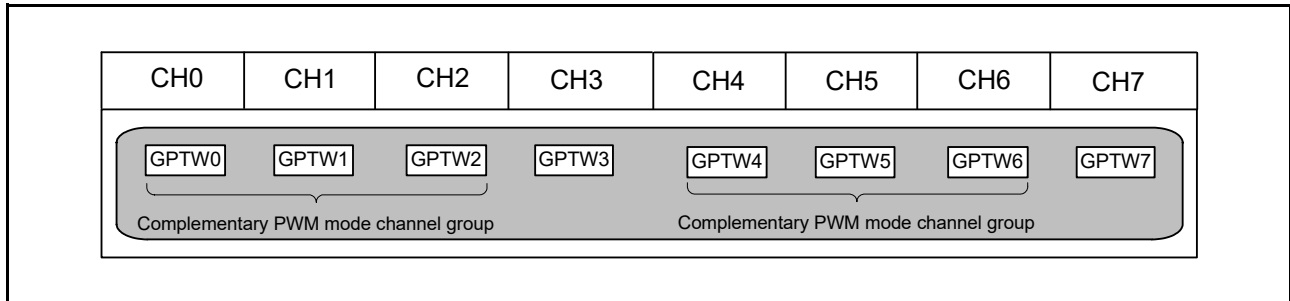 CH0 CH1 CH2 CH3 CH4 CH5 CH6 CH7
GPTW0 GPTW1 GPTW2 GPTW3 GPTW4 GPTW5 GPTW6 GPTW7
Complementary PWM mode channel group Complementary PWM mode channel group